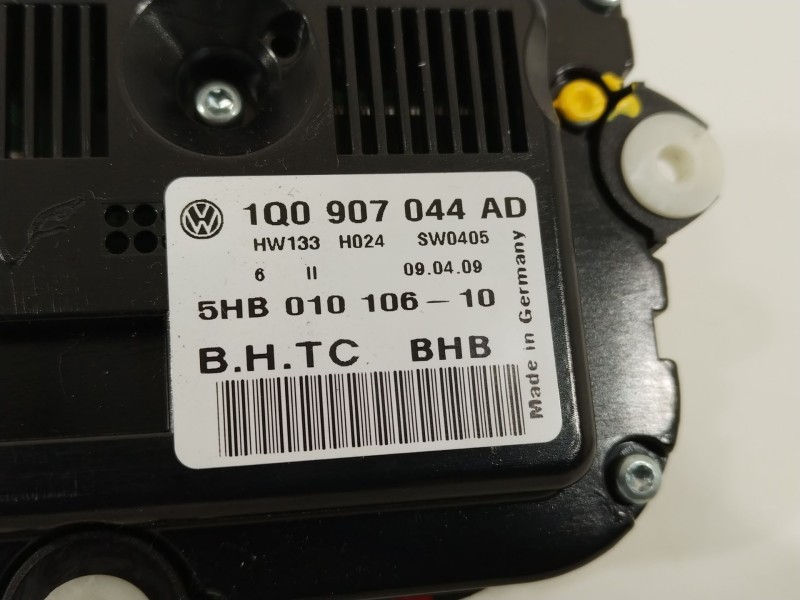 1Q0 907 044 AD
HW133 H024 SW0405
6 II 09.04.09
5HB 010 106-10
B.H.TC BHB
Made in Germany